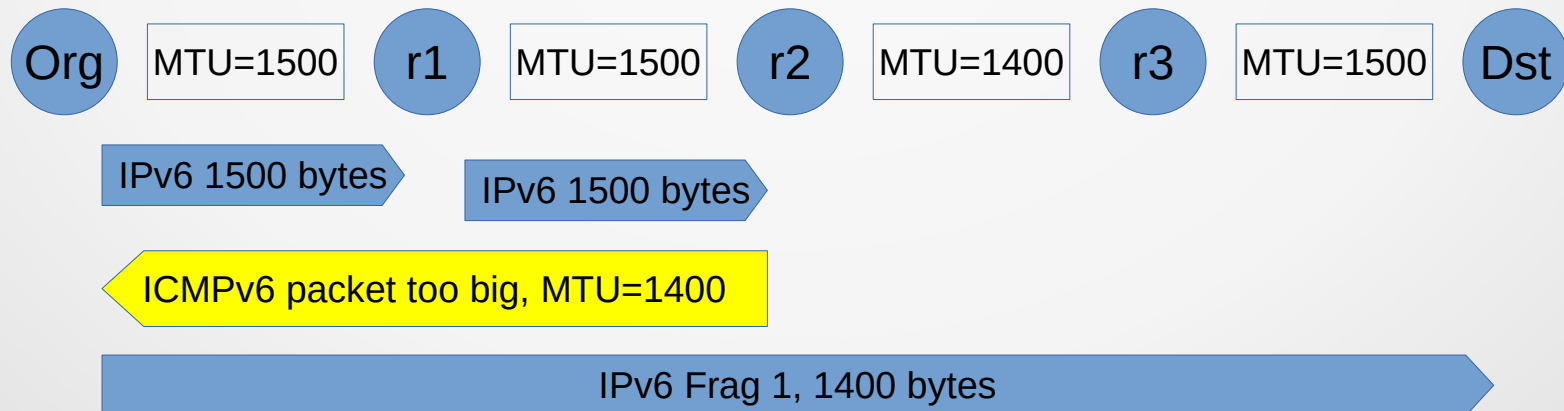 Org MTU=1500 r1 MTU=1500 r2 MTU=1400 r3 MTU=1500 Dst
IPv6 1500 bytes
IPv6 1500 bytes
ICMPv6 packet too big, MTU=1400
IPv6 Frag 1, 1400 bytes